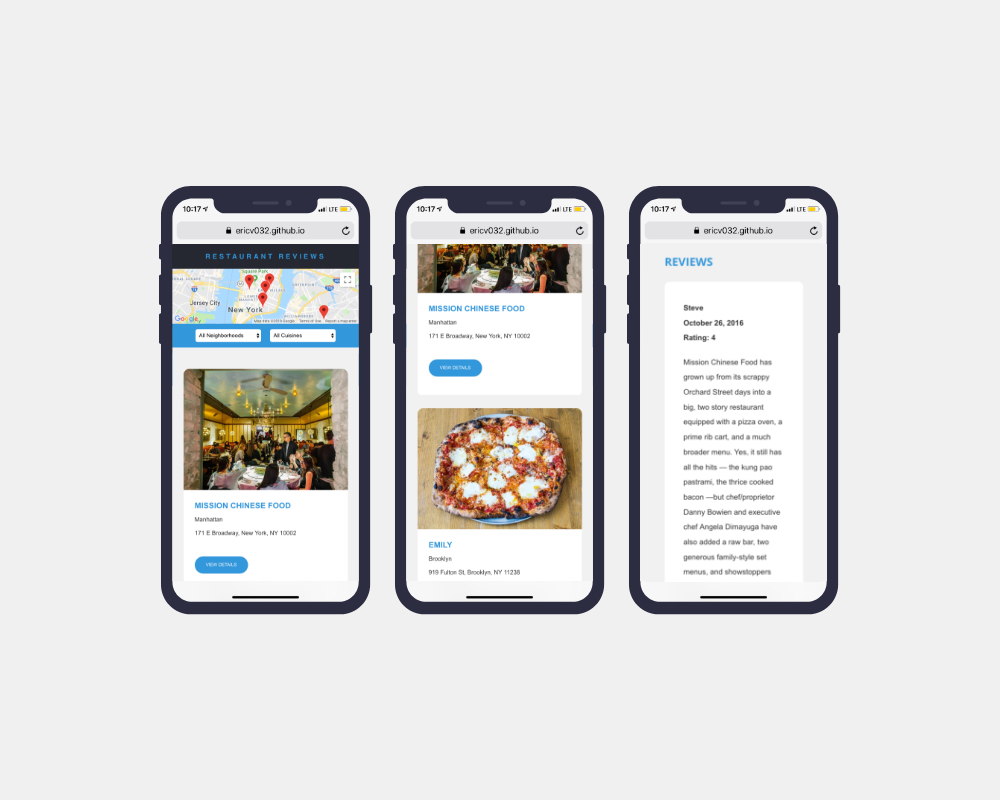 10:17
LTE
ericv032.github.io
RESTAURANT REVIEWS
Jersey City
New York
Google
All Neighborhoods
All Cuisines
MISSION CHINESE FOOD
Manhattan
171 E Broadway, New York, NY 10002
VIEW DETAILS
10:17
LTE
ericv032.github.io
MISSION CHINESE FOOD
Manhattan
171 E Broadway, New York, NY 10002
VIEW DETAILS
EMILY
Brooklyn
919 Fulton St, Brooklyn, NY 11238
10:17
LTE
ericv032.github.io
REVIEWS
Steve
October 26, 2016
Rating: 4
Mission Chinese Food has
grown up from its scrappy
Orchard Street days into a
big, two story restaurant
equipped with a pizza oven, a
prime rib cart, and a much
broader menu. Yes, it still has
all the hits — the kung pao
pastrami, the thrice cooked
bacon —but chef/proprietor
Danny Bowien and executive
chef Angela Dimayuga have
also added a raw bar, two
generous family-style set
menus, and showstoppers